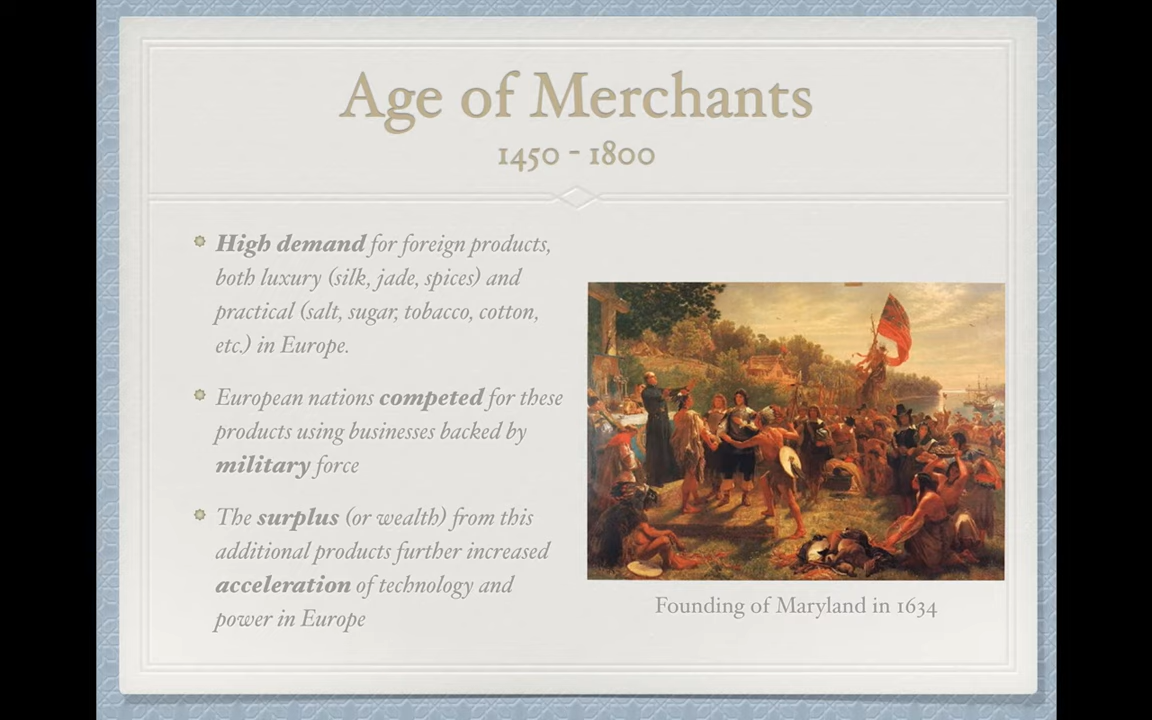 Age of Merchants
1450 - 1800
High demand for foreign products,
both luxury (silk, jade, spices) and
practical (salt, sugar, tobacco, cotton,
etc.) in Europe.
European nations competed for these
products using businesses backed by
military force
The surplus (or wealth) from this
additional products further increased
acceleration of technology and
power in Europe
Founding of Maryland in 1634